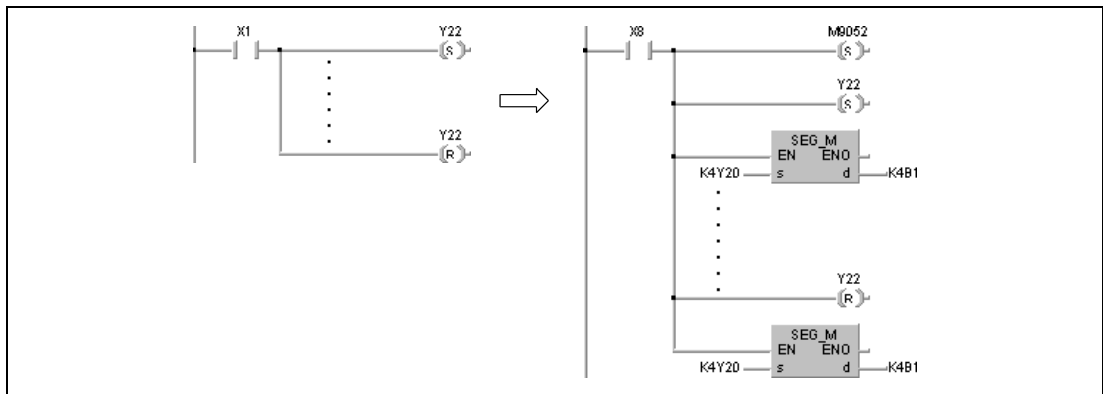 X1
Y22
S
Y22
R
X8
M9052
S
Y22
S
SEG_M
EN ENO
K4Y20 s d K4B1
Y22
R
SEG_M
EN ENO
K4Y20 s d K4B1